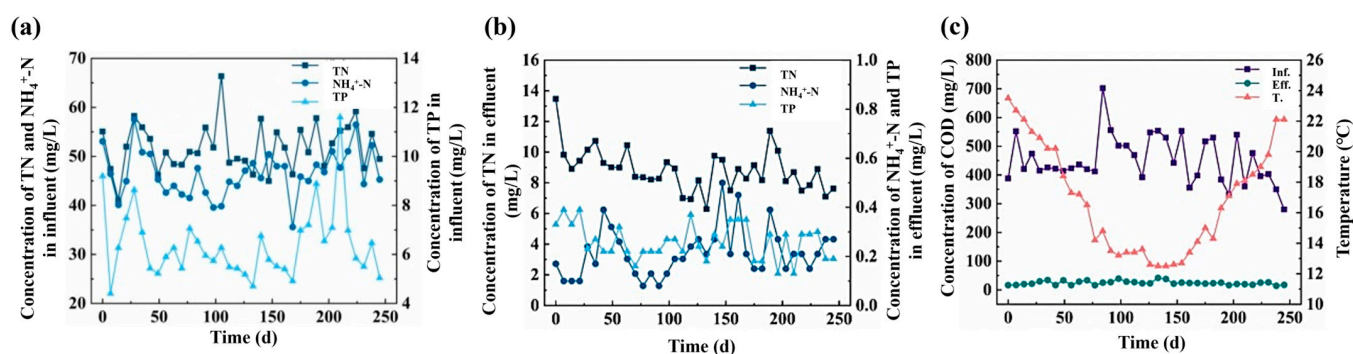 (a)
Concentration of TN and NH₄⁺-N
in influent (mg/L)
70
60
50
40
30
20
14
12
10
8
6
4
TN
NH₄⁺-N
TP
0
50
100
150
200
250
Time (d)
Concentration of TP in
influent (mg/L)
(b)
Concentration of TN in effluent
(mg/L)
16
14
12
10
8
6
4
2
0
1.0
0.8
0.6
0.4
0.2
0.0
TN
NH₄⁺-N
TP
0
50
100
150
200
250
Time (d)
Concentration of NH₄⁺-N and TP
in effluent (mg/L)
(c)
Concentration of COD (mg/L)
800
700
600
500
400
300
200
100
0
26
24
22
20
18
16
14
12
10
Inf.
Eff.
T.
0
50
100
150
200
250
Time (d)
Temperature (°C)